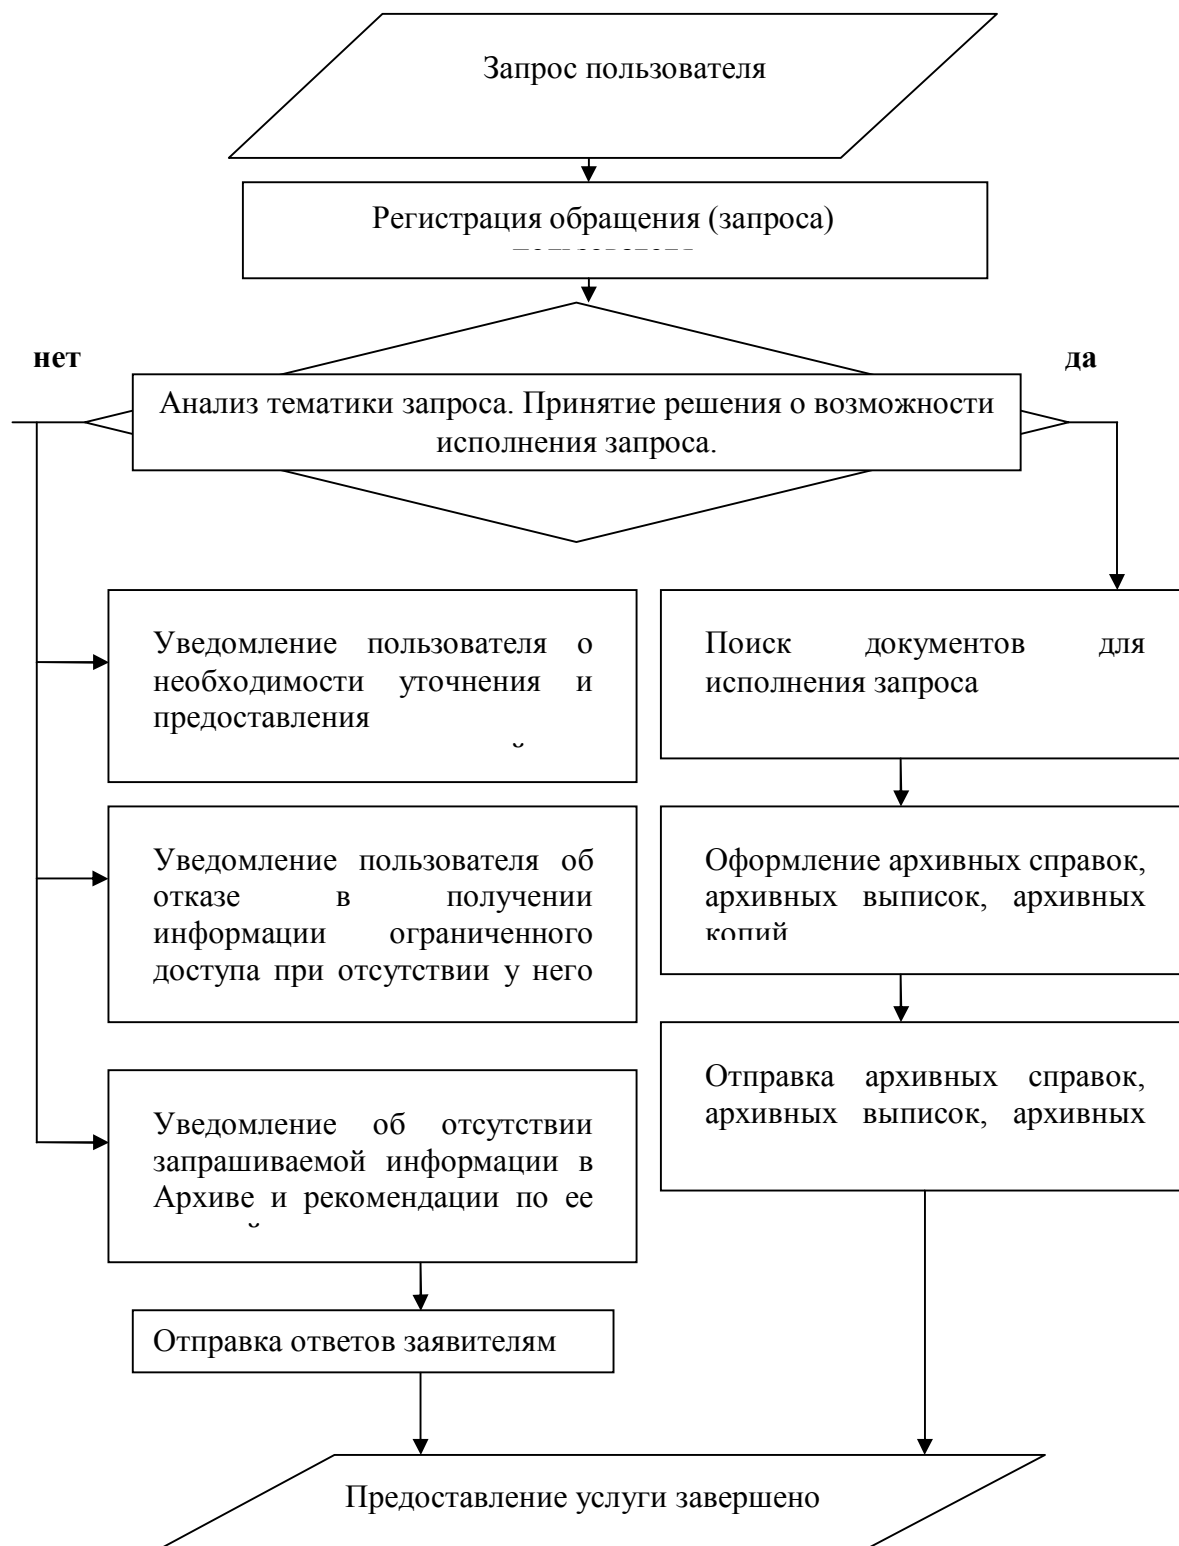 Запрос пользователя
Регистрация обращения (запроса)
нет
да
Анализ тематики запроса. Принятие решения о возможности
исполнения запроса.
Уведомление пользователя о
необходимости уточнения и
предоставления
Поиск документов для
исполнения запроса
Уведомление пользователя об
отказе в получении
информации ограниченного
доступа при отсутствии у него
Оформление архивных справок,
архивных выписок, архивных
копий
Уведомление об отсутствии
запрашиваемой информации в
Архиве и рекомендации по ее
Отправка архивных справок,
архивных выписок, архивных
Отправка ответов заявителям
Предоставление услуги завершено